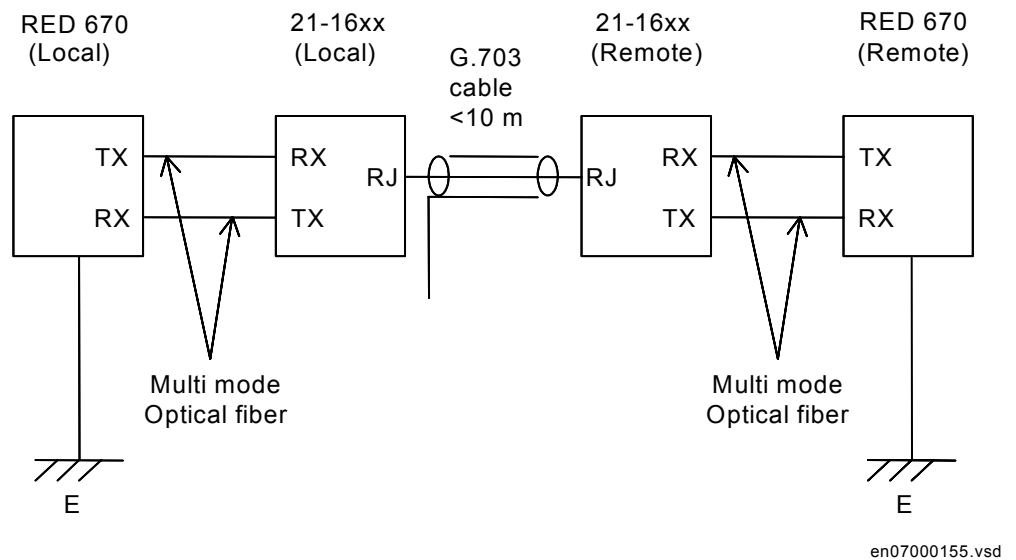 RED 670
(Local)
21-16xx
(Local)
G.703
cable
<10 m
21-16xx
(Remote)
RED 670
(Remote)
TX
RX
RX
TX
RJ
RJ
RX
TX
TX
RX
Multi mode
Optical fiber
Multi mode
Optical fiber
E
E
en07000155.vsd